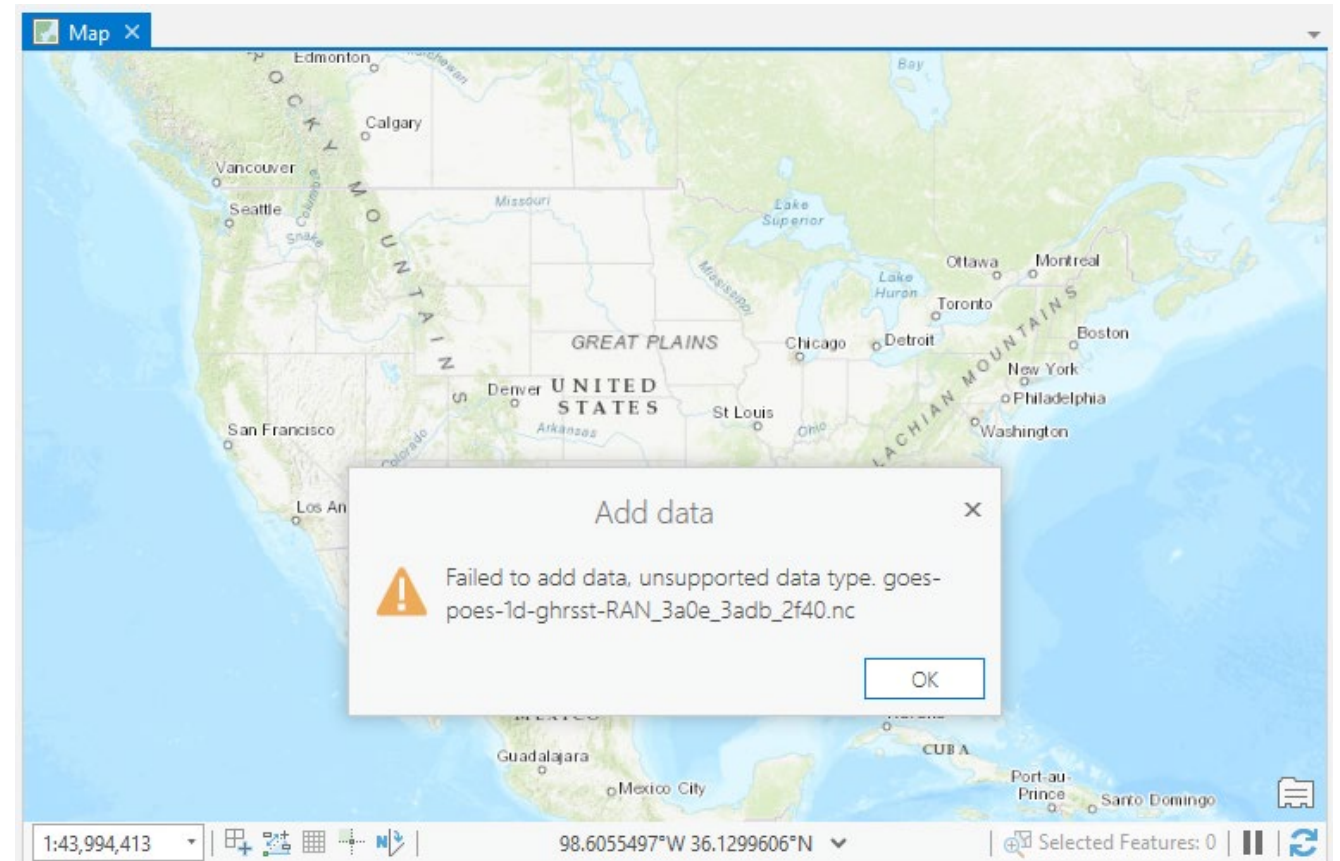 Map
Edmonton
Bay
ROCKY MOUNTAINS
Calgary
Vancouver
Columbia
Seattle
Missouri
Lake
Superior
Snake
Ottawa
Montreal
Mississippi
Lake
Huron
Toronto
GREAT PLAINS
Chicago
Detroit
Boston
New York
Denver
UNITED
STATES
Philadelphia
St Louis
San Francisco
Colorado
Arkansas
Ohio
Washington
LACHIAN MOUNTAINS
Los An
Add data
Failed to add data, unsupported data type. goes-
poes-1d-ghrsst-RAN_3a0e_3adb_2f40.nc
OK
Guadalajara
CUBA
Mexico City
Port-au-
Prince
Santo Domingo
1:43,994,413
98.6055497°W 36.1299606°N
Selected Features: 0